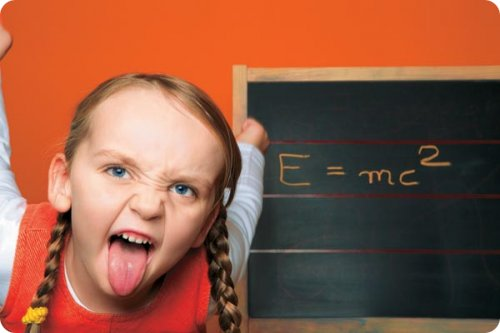 E = mc²